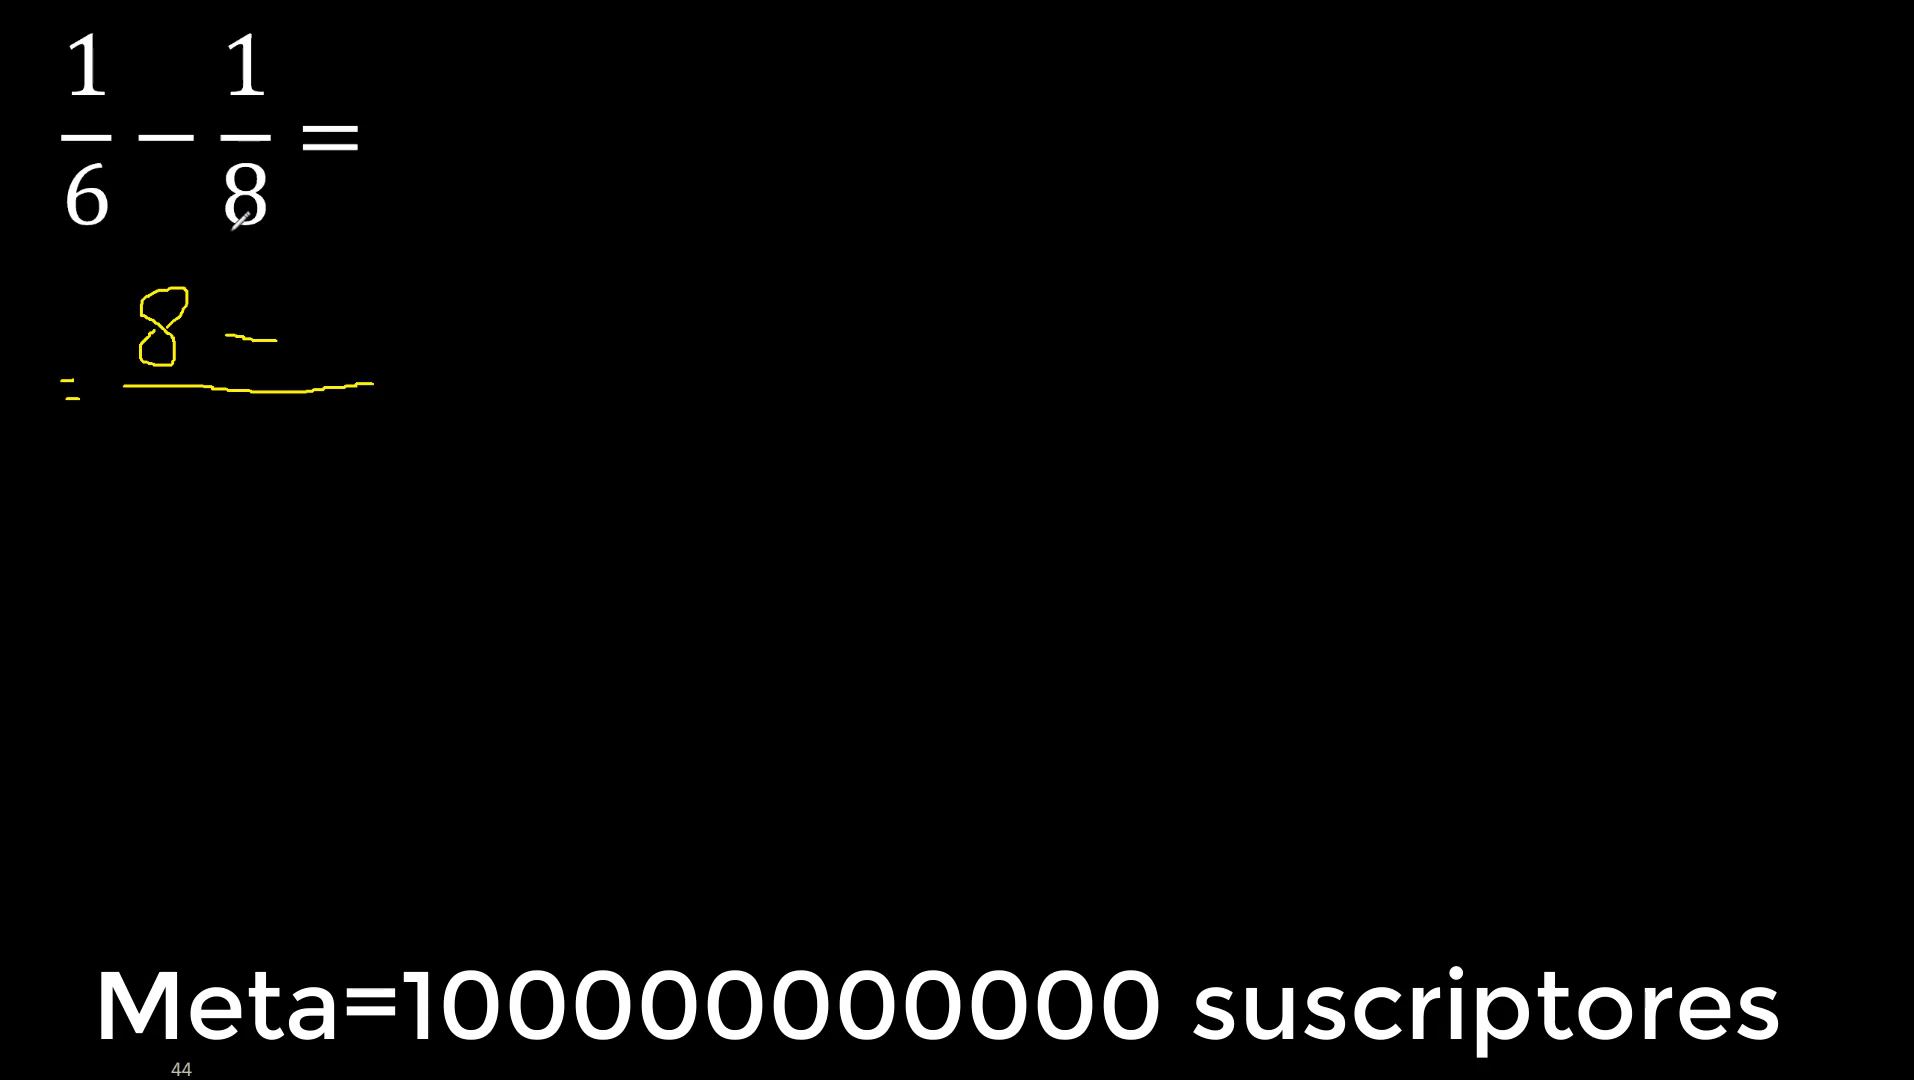 1/6 − 1/8 =
= 8 −
Meta=100000000000 suscriptores
44